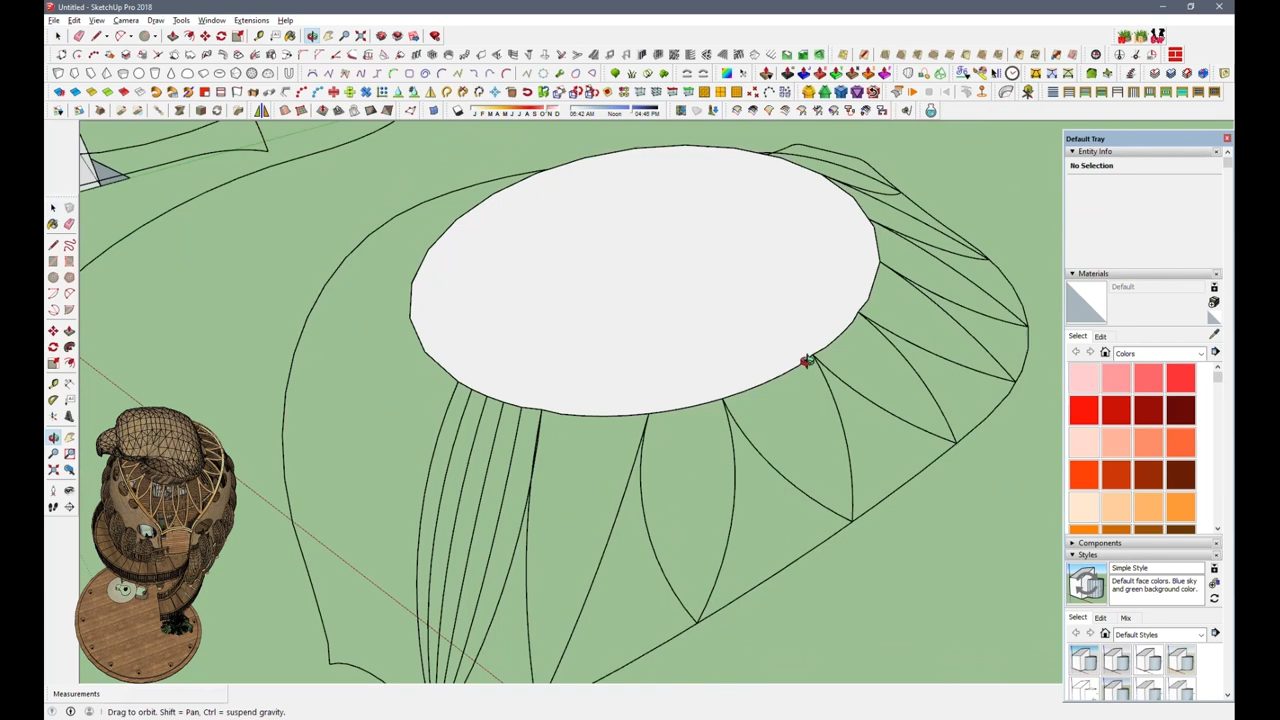 Untitled - SketchUp Pro 2018
File Edit View Camera Draw Tools Window Extensions Help
J F M A M J J A S O N D 06:42 AM Noon 04:46 PM
Default Tray
Entity Info
No Selection
Materials
Default
Select Edit
Colors
Components
Styles
Simple Style
Default face colors. Blue sky
and green background color.
Select Edit Mix
Default Styles
Measurements
Drag to orbit. Shift = Pan, Ctrl = suspend gravity.